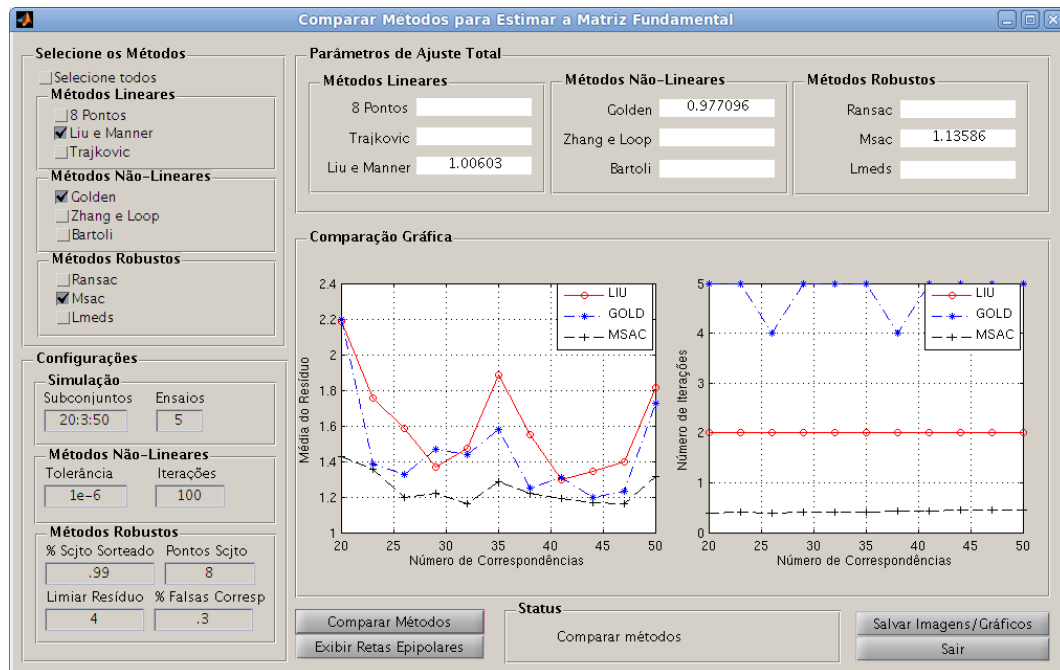 Comparar Métodos para Estimar a Matriz Fundamental
Selecione os Métodos
Selecione todos
Métodos Lineares
8 Pontos
Liu e Manner
Trajkovic
Métodos Não-Lineares
Golden
Zhang e Loop
Bartoli
Métodos Robustos
Ransac
Msac
Lmeds
Configurações
Simulação
Subconjuntos Ensaios
20:3:50 5
Métodos Não-Lineares
Tolerância Iterações
1e-6 100
Métodos Robustos
% Scjto Sorteado Pontos Scjto
.99 8
Limiar Resíduo % Falsas Corresp
4 .3
Parâmetros de Ajuste Total
Métodos Lineares
8 Pontos
Trajkovic
Liu e Manner 1.00603
Métodos Não-Lineares
Golden 0.977096
Zhang e Loop
Bartoli
Métodos Robustos
Ransac
Msac 1.13586
Lmeds
Comparação Gráfica
Média do Resíduo
2.4
2.2
2
1.8
1.6
1.4
1.2
1
20 25 30 35 40 45 50
Número de Correspondências
LIU
GOLD
MSAC
Número de Iterações
5
4
3
2
1
0
20 25 30 35 40 45 50
Número de Correspondências
LIU
GOLD
MSAC
Comparar Métodos
Exibir Retas Epipolares
Status
Comparar métodos
Salvar Imagens/Gráficos
Sair